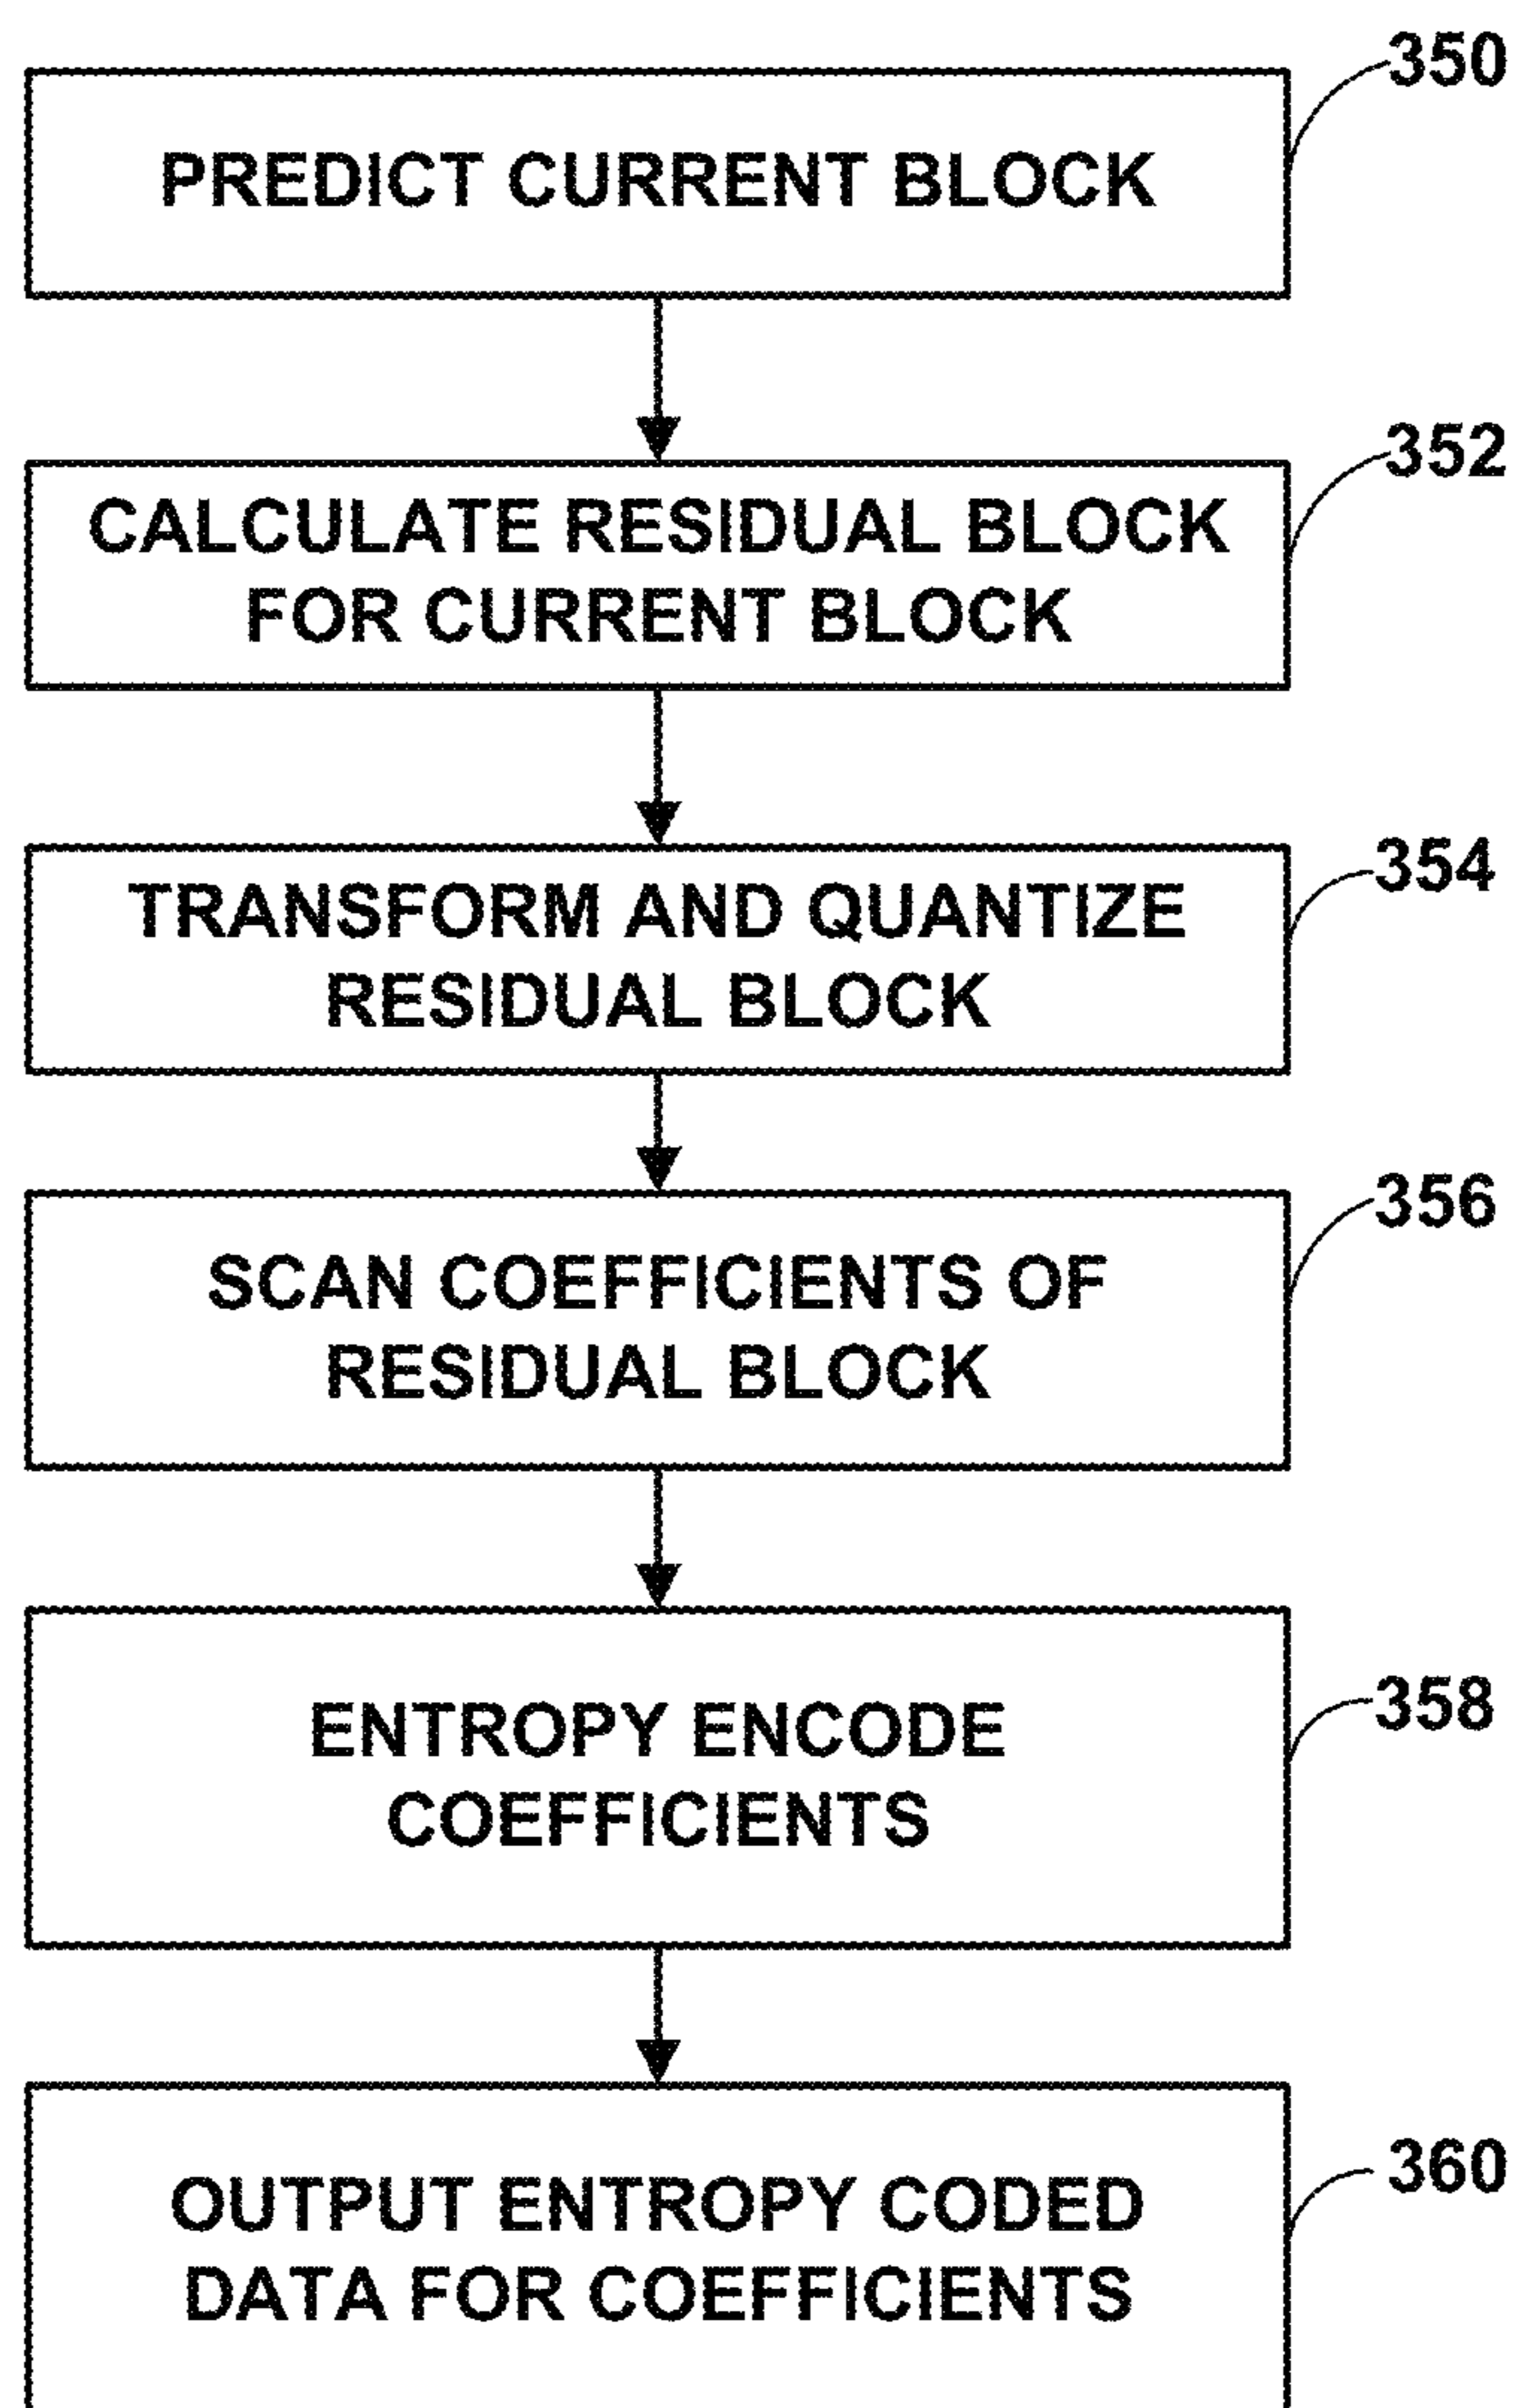 350
PREDICT CURRENT BLOCK
352
CALCULATE RESIDUAL BLOCK
FOR CURRENT BLOCK
354
TRANSFORM AND QUANTIZE
RESIDUAL BLOCK
356
SCAN COEFFICIENTS OF
RESIDUAL BLOCK
358
ENTROPY ENCODE
COEFFICIENTS
360
OUTPUT ENTROPY CODED
DATA FOR COEFFICIENTS